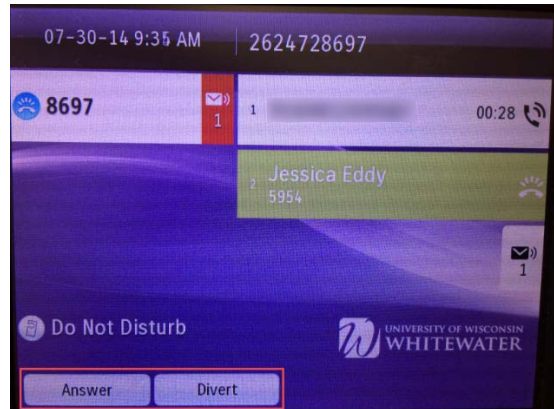 07-30-14 9:35 AM
2624728697
8697
1
1
00:28
2 Jessica Eddy
5954
1
Do Not Disturb
UNIVERSITY OF WISCONSIN
WHITEWATER
Answer
Divert